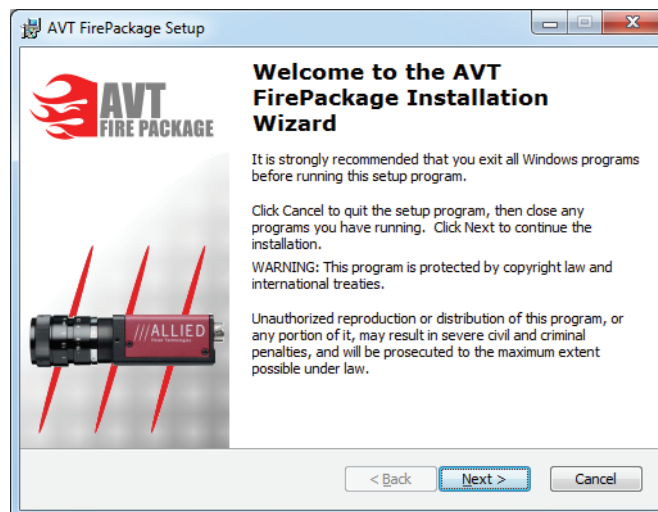 AVT FirePackage Setup
AVT
FIRE PACKAGE
Welcome to the AVT
FirePackage Installation
Wizard
It is strongly recommended that you exit all Windows programs
before running this setup program.
Click Cancel to quit the setup program, then close any
programs you have running. Click Next to continue the
installation.
WARNING: This program is protected by copyright law and
international treaties.
Unauthorized reproduction or distribution of this program, or
any portion of it, may result in severe civil and criminal
penalties, and will be prosecuted to the maximum extent
possible under law.
///ALLIED
Vision Technologies
< Back
Next >
Cancel